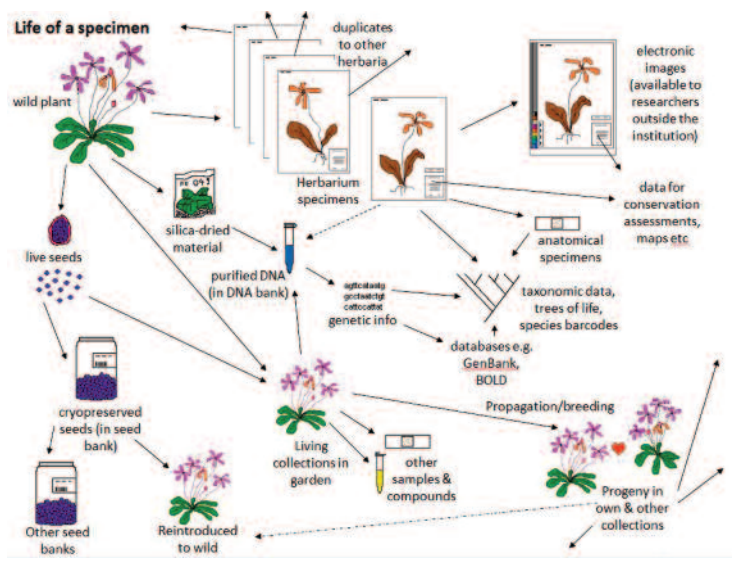 Life of a specimen
wild plant
duplicates
to other
herbaria
electronic
images
(available to
researchers
outside the
institution)
Herbarium
specimens
data for
conservation
assessments,
maps etc
silica-dried
material
live seeds
anatomical
specimens
purified DNA
(in DNA bank)
agttcataatg
gcctaatctgt
cattccattat
genetic info
taxonomic data,
trees of life,
species barcodes
databases e.g.
GenBank,
BOLD
cryopreserved
seeds (in seed
bank)
Living
collections in
garden
Propagation/breeding
other
samples &
compounds
Other seed
banks
Reintroduced
to wild
Progeny in
own & other
collections